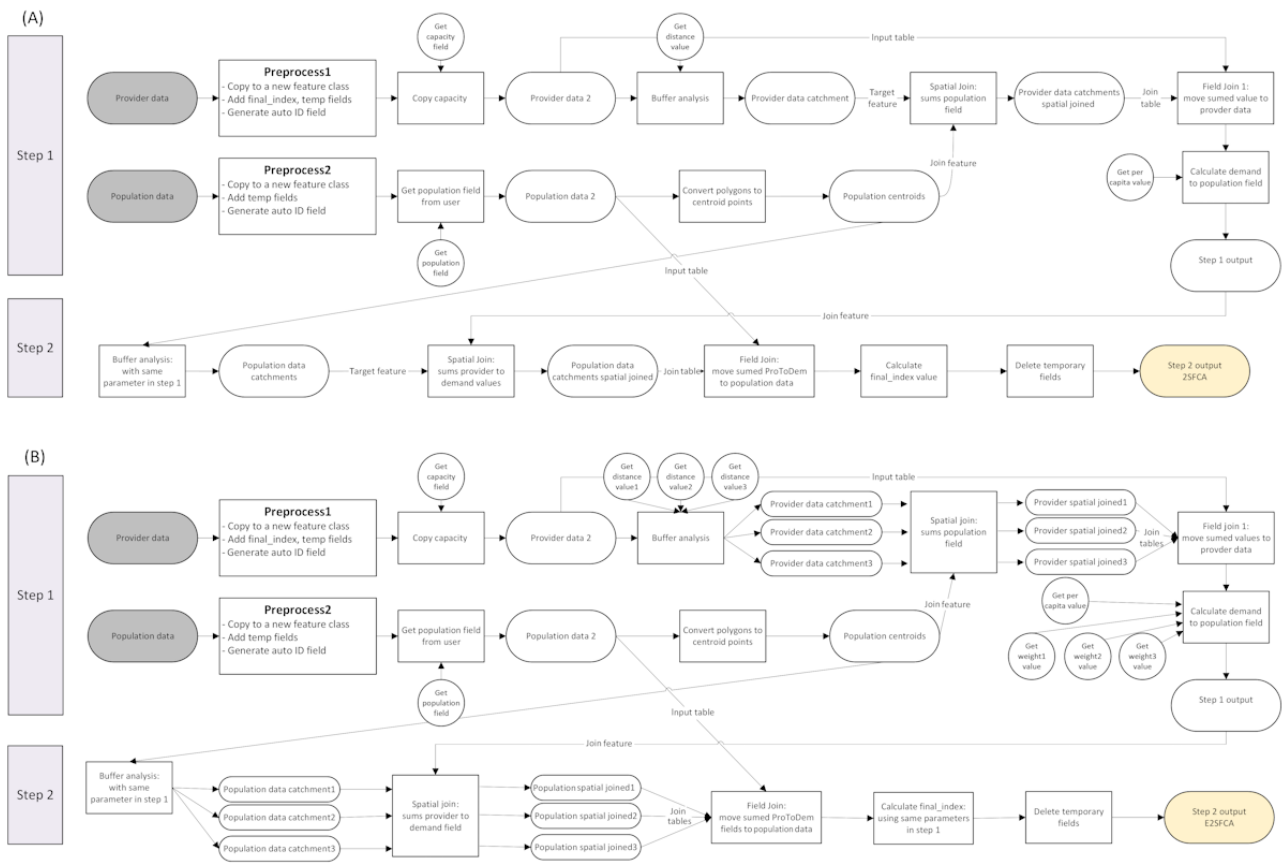 (A)
Step 1
Get
capacity
field
Get
distance
value
Input table
Provider data
Preprocess1
- Copy to a new feature class
- Add final_index, temp fields
- Generate auto ID field
Copy capacity
Provider data 2
Buffer analysis
Provider data catchment
Target
feature
Spatial Join:
sums population
field
Provider data catchments
spatial joined
Join
table
Field Join 1:
move sumed value to
provder data
Population data
Preprocess2
- Copy to a new feature class
- Add temp fields
- Generate auto ID field
Get population field
from user
Population data 2
Convert polygons to
centroid points
Population centroids
Join feature
Get per
capita value
Calculate demand
to population field
Get
population
field
Input table
Step 1 output
Step 2
Join feature
Buffer analysis:
with same
parameter in step 1
Population data
catchments
Target feature
Spatial Join:
sums provider to
demand values
Population data
catchments spatial joined
Join table
Field Join:
move sumed ProToDem
to population data
Calculate
final_index value
Delete temporary
fields
Step 2 output
2SFCA
(B)
Step 1
Get
capacity
field
Get
distance
value1
Get
distance
value2
Get
distance
value3
Input table
Provider data
Preprocess1
- Copy to a new feature class
- Add final_index, temp fields
- Generate auto ID field
Copy capacity
Provider data 2
Buffer analysis
Provider data catchment1
Provider data catchment2
Provider data catchment3
Spatial join:
sums population
field
Provider spatial joined1
Provider spatial joined2
Provider spatial joined3
Join
tables
Field join 1:
move sumed values to
provder data
Population data
Preprocess2
- Copy to a new feature class
- Add temp fields
- Generate auto ID field
Get population field
from user
Population data 2
Convert polygons to
centroid points
Population centroids
Join feature
Get per
capita value
Calculate demand
to population field
Get
weight1
value
Get
weight2
value
Get
weight3
value
Get
population
field
Input table
Step 1 output
Step 2
Join feature
Buffer analysis:
with same
parameter in step 1
Population data catchment1
Population data catchment2
Population data catchment3
Spatial join:
sums provider to
demand field
Population spatial joined1
Population spatial joined2
Population spatial joined3
Join
tables
Field Join:
move sumed ProToDem
fields to population data
Calculate final_index:
using same parameters
in step 1
Delete temporary
fields
Step 2 output
E2SFCA